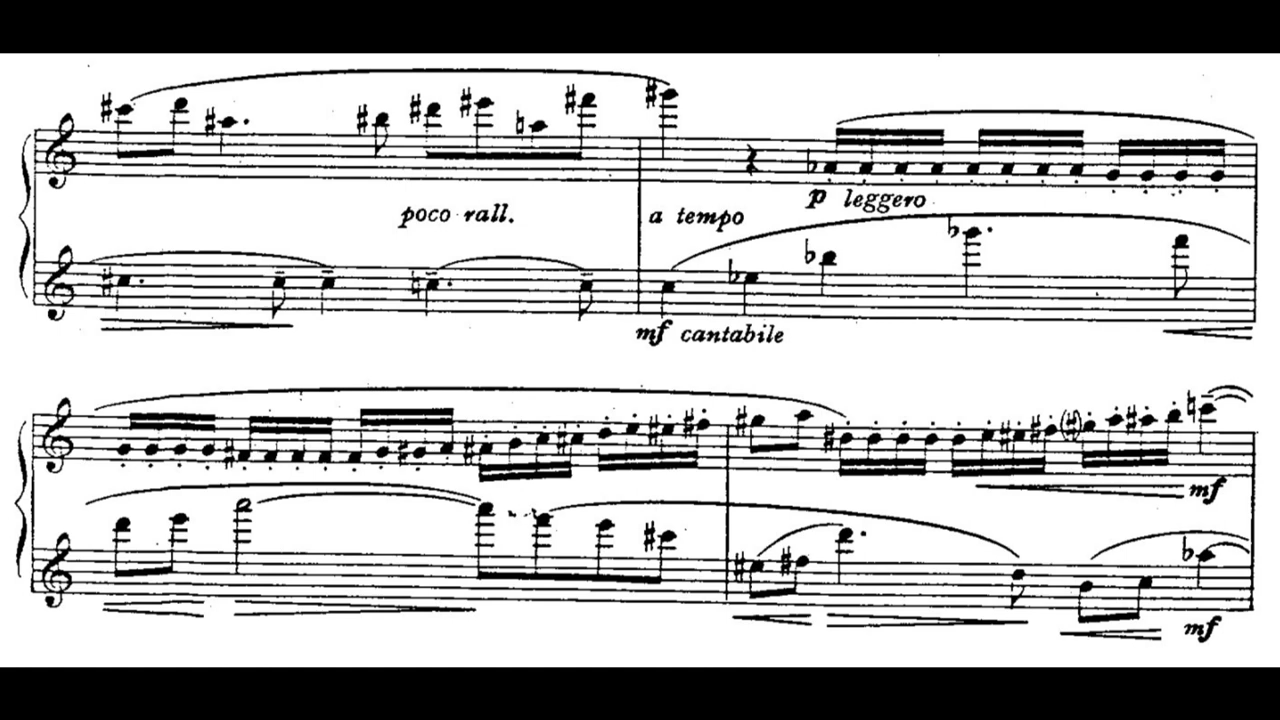 poco rall.
a tempo
p leggero
mf cantabile
mf
mf